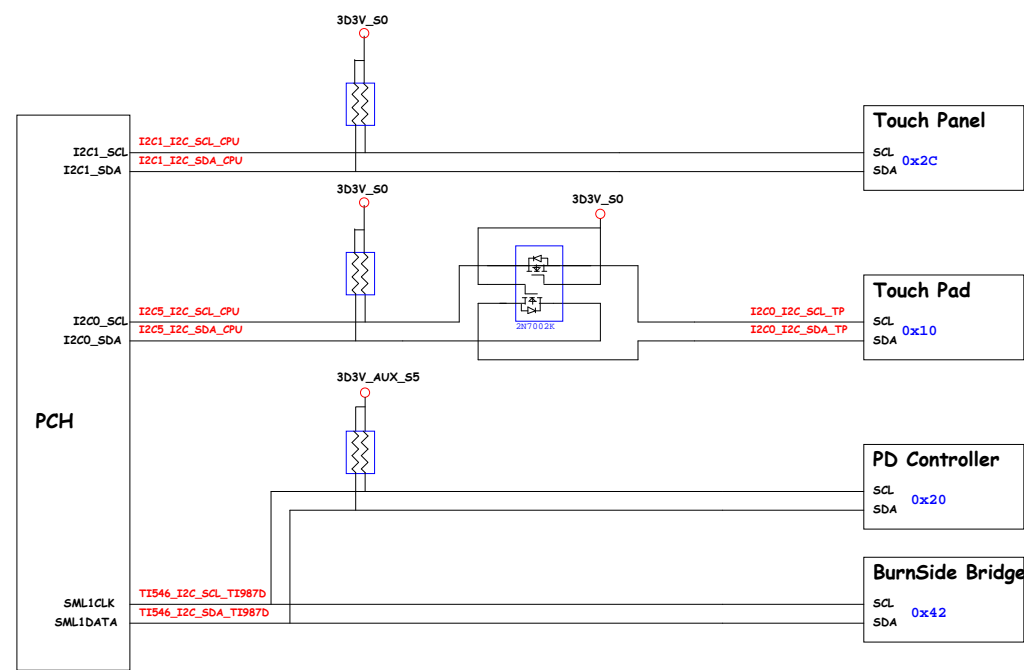 3D3V_S0
I2C1_SCL
I2C1_I2C_SCL_CPU
I2C1_SDA
I2C1_I2C_SDA_CPU
Touch Panel
SCL
0x2C
SDA
3D3V_S0
3D3V_S0
2N7002K
I2C0_SCL
I2C5_I2C_SCL_CPU
I2C0_SDA
I2C5_I2C_SDA_CPU
I2C0_I2C_SCL_TP
I2C0_I2C_SDA_TP
Touch Pad
SCL
0x10
SDA
3D3V_AUX_S5
PCH
PD Controller
SCL
0x20
SDA
SML1CLK
TI546_I2C_SCL_TI987D
SML1DATA
TI546_I2C_SDA_TI987D
BurnSide Bridge
SCL
0x42
SDA